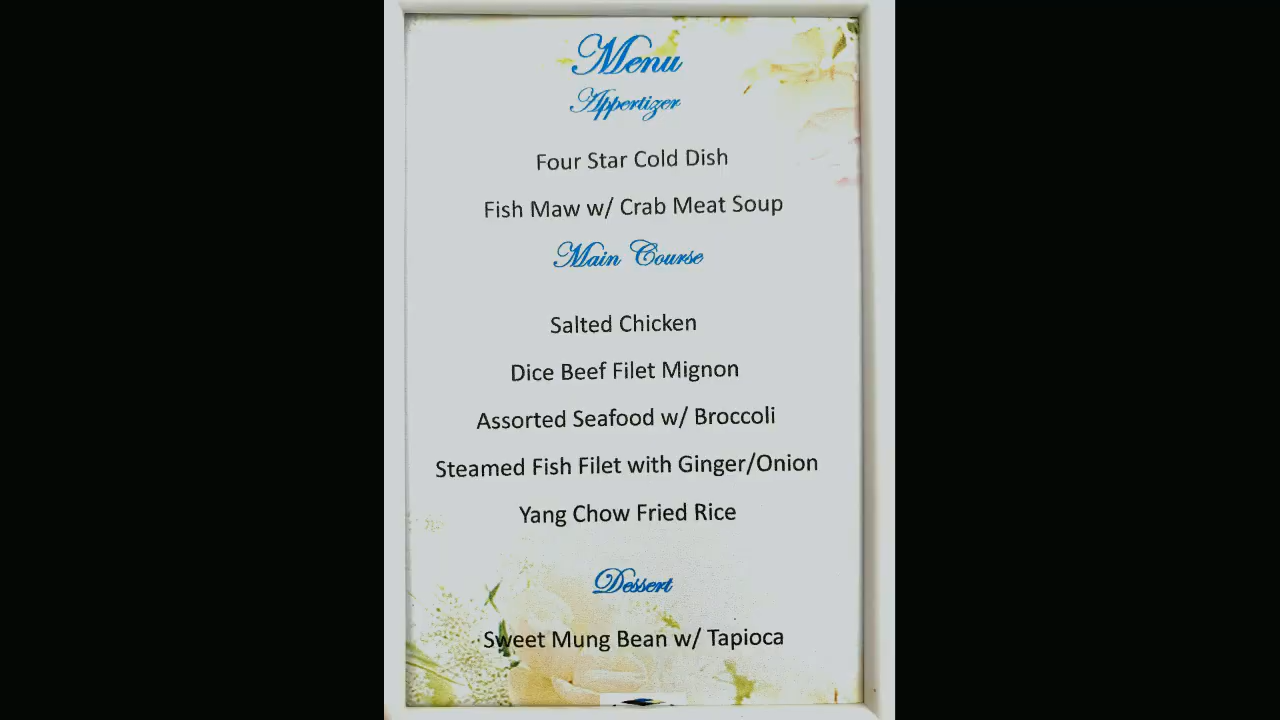 Menu
Appertizer
Four Star Cold Dish
Fish Maw w/ Crab Meat Soup
Main Course
Salted Chicken
Dice Beef Filet Mignon
Assorted Seafood w/ Broccoli
Steamed Fish Filet with Ginger/Onion
Yang Chow Fried Rice
Dessert
Sweet Mung Bean w/ Tapioca